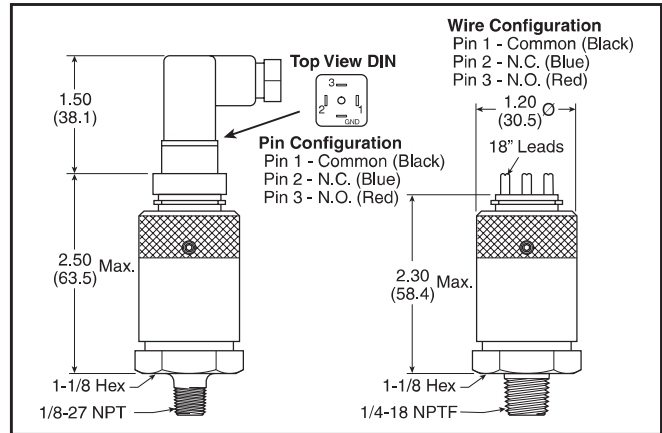 Wire Configuration
Pin 1 - Common (Black)
Pin 2 - N.C. (Blue)
Pin 3 - N.O. (Red)
Top View DIN
3
2
1
GND
Pin Configuration
Pin 1 - Common (Black)
Pin 2 - N.C. (Blue)
Pin 3 - N.O. (Red)
1.50
(38.1)
2.50
(63.5) Max.
1-1/8 Hex
1/8-27 NPT
1.20 Ø
(30.5)
18” Leads
2.30
(58.4) Max.
1-1/8 Hex
1/4-18 NPTF